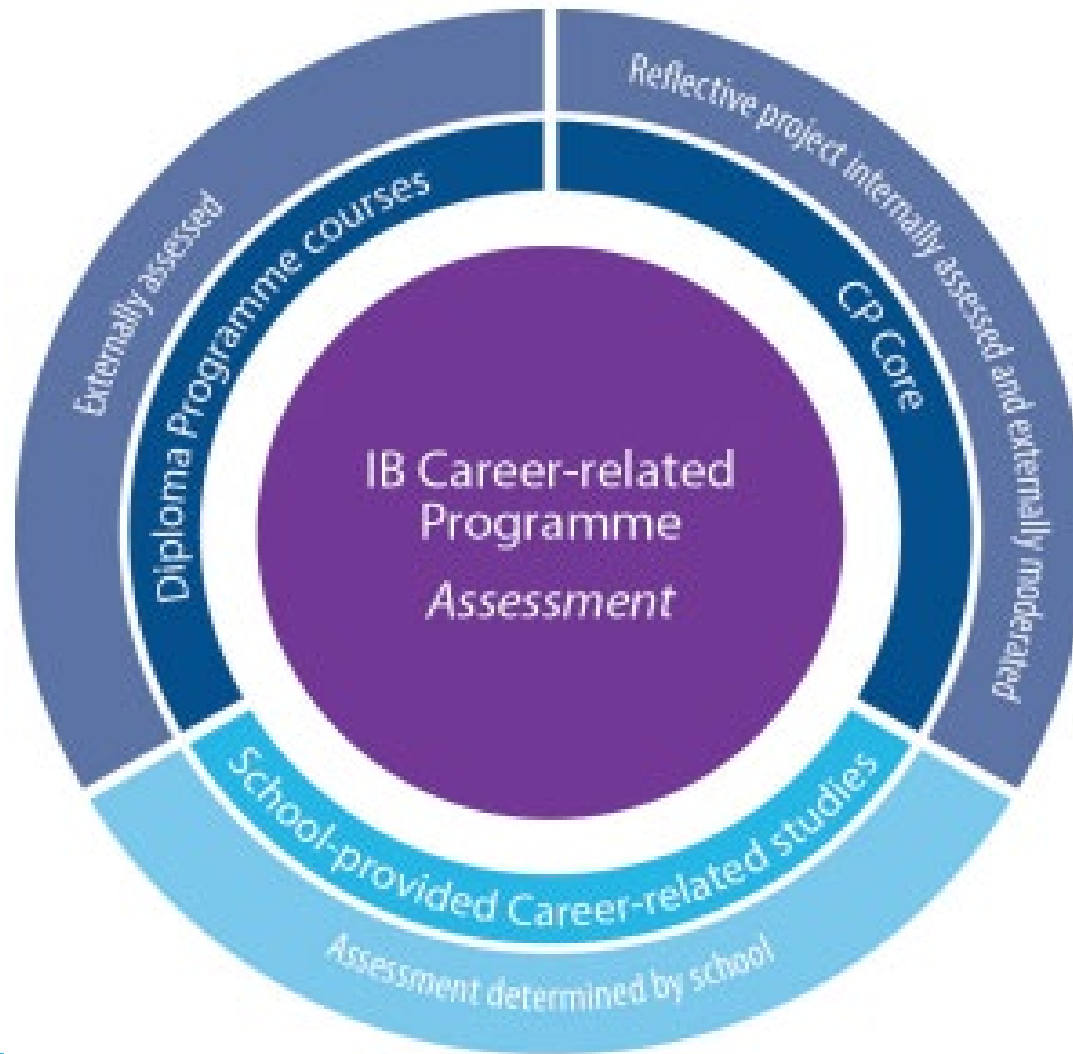 IB Career-related
Programme
Assessment
Diploma Programme courses
Externally assessed
CP Core
Reflective project internally assessed and externally moderated
School-provided Career-related studies
Assessment determined by school